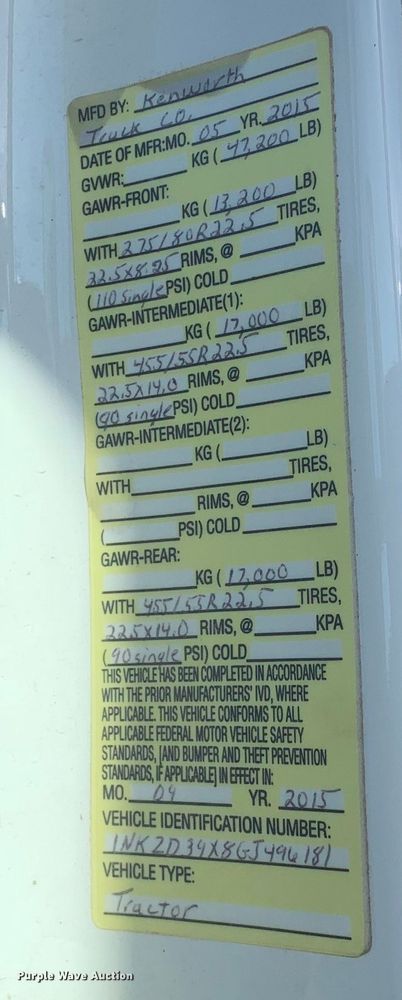 MFD BY: Kenworth
Truck Co.
DATE OF MFR:MO. 05 YR. 2015
GVWR: KG ( 47,200 LB)
GAWR-FRONT:
KG ( 13,200 LB)
WITH 275/80R22.5 TIRES,
22.5X8.25 RIMS, @ KPA
(110 single PSI) COLD
GAWR-INTERMEDIATE(1):
KG ( 17,000 LB)
WITH 455/55R22.5 TIRES,
22.5X14.0 RIMS, @ KPA
(90 single PSI) COLD
GAWR-INTERMEDIATE(2):
KG ( LB)
WITH TIRES,
RIMS, @ KPA
( PSI) COLD
GAWR-REAR:
KG ( 17,000 LB)
WITH 455/55R22.5 TIRES,
22.5X14.0 RIMS, @ KPA
( 90 single PSI) COLD
THIS VEHICLE HAS BEEN COMPLETED IN ACCORDANCE
WITH THE PRIOR MANUFACTURERS' IVD, WHERE
APPLICABLE. THIS VEHICLE CONFORMS TO ALL
APPLICABLE FEDERAL MOTOR VEHICLE SAFETY
STANDARDS, [AND BUMPER AND THEFT PREVENTION
STANDARDS, IF APPLICABLE] IN EFFECT IN:
MO. 04 YR. 2015
VEHICLE IDENTIFICATION NUMBER:
1NKZD39X8GJ496181
VEHICLE TYPE:
Tractor
Purple Wave Auction